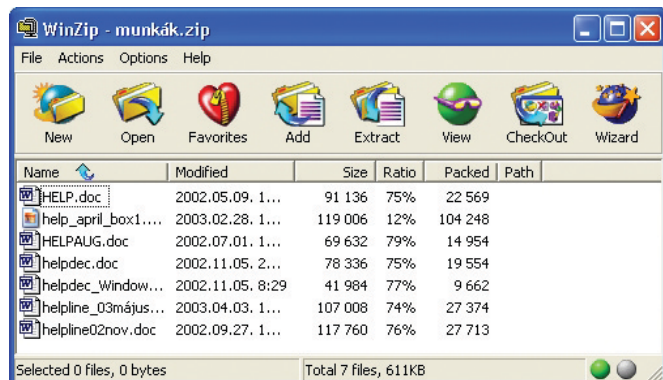 WinZip - munkák.zip
File Actions Options Help
New Open Favorites Add Extract View CheckOut Wizard
Name Modified Size Ratio Packed Path
HELP.doc 2002.05.09. 1... 91 136 75% 22 569
help_april_box1.... 2003.02.28. 1... 119 006 12% 104 248
HELPAUG.doc 2002.07.01. 1... 69 632 79% 14 954
helpdec.doc 2002.11.05. 2... 78 336 75% 19 554
helpdec_Window... 2002.11.05. 8:29 41 984 77% 9 662
helpline_03május... 2003.04.03. 1... 107 008 74% 27 374
helpline02nov.doc 2002.09.27. 1... 117 760 76% 27 713
Selected 0 files, 0 bytes Total 7 files, 611KB